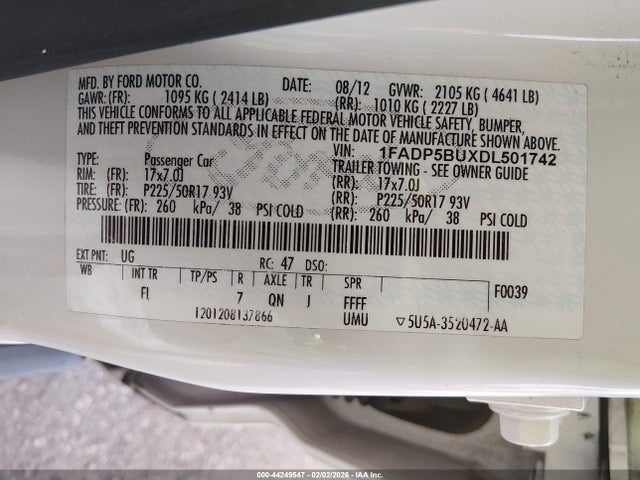 MFD. BY FORD MOTOR CO. DATE: 08/12 GVWR: 2105 KG ( 4641 LB)
GAWR: (FR): 1095 KG ( 2414 LB) (RR): 1010 KG ( 2227 LB)
THIS VEHICLE CONFORMS TO ALL APPLICABLE FEDERAL MOTOR VEHICLE SAFETY, BUMPER,
AND THEFT PREVENTION STANDARDS IN EFFECT ON THE DATE OF MANUFACTURE SHOWN ABOVE.
VIN: 1FADP5BUXDL501742
TYPE: Passenger Car TRAILER TOWING - SEE OWNER GUIDE
RIM: (FR): 17x7.0J (RR): 17x7.0J
TIRE: (FR): P225/50R17 93V (RR): P225/50R17 93V
PRESSURE: (FR): 260 kPa/ 38 PSI COLD (RR): 260 kPa/ 38 PSI COLD
EXT PNT: UG RC: 47 DSO:
WB INT TR TP/PS R AXLE TR SPR F0039
FL 7 QN J FFFF
1201208137866 UMU ▽5U5A-3520472-AA
000-44249547 - 02/02/2026 - IAAI.com